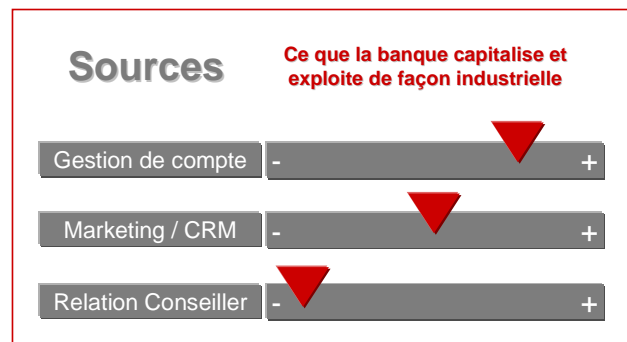 Sources
Ce que la banque capitalise et
exploite de façon industrielle
Gestion de compte - +
Marketing / CRM - +
Relation Conseiller - +